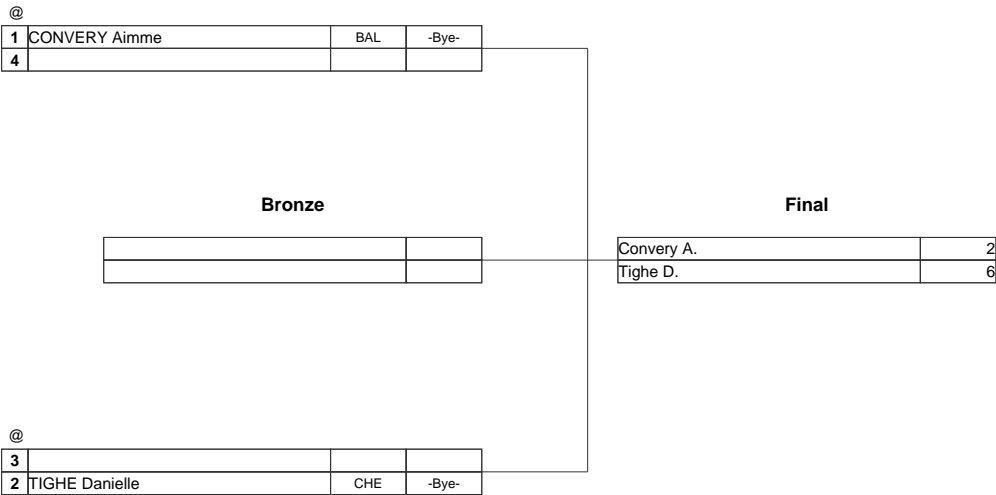 @
1 CONVERY Aimme BAL -Bye-
4
Bronze Final
Convery A. 2
Tighe D. 6
@
3
2 TIGHE Danielle CHE -Bye-